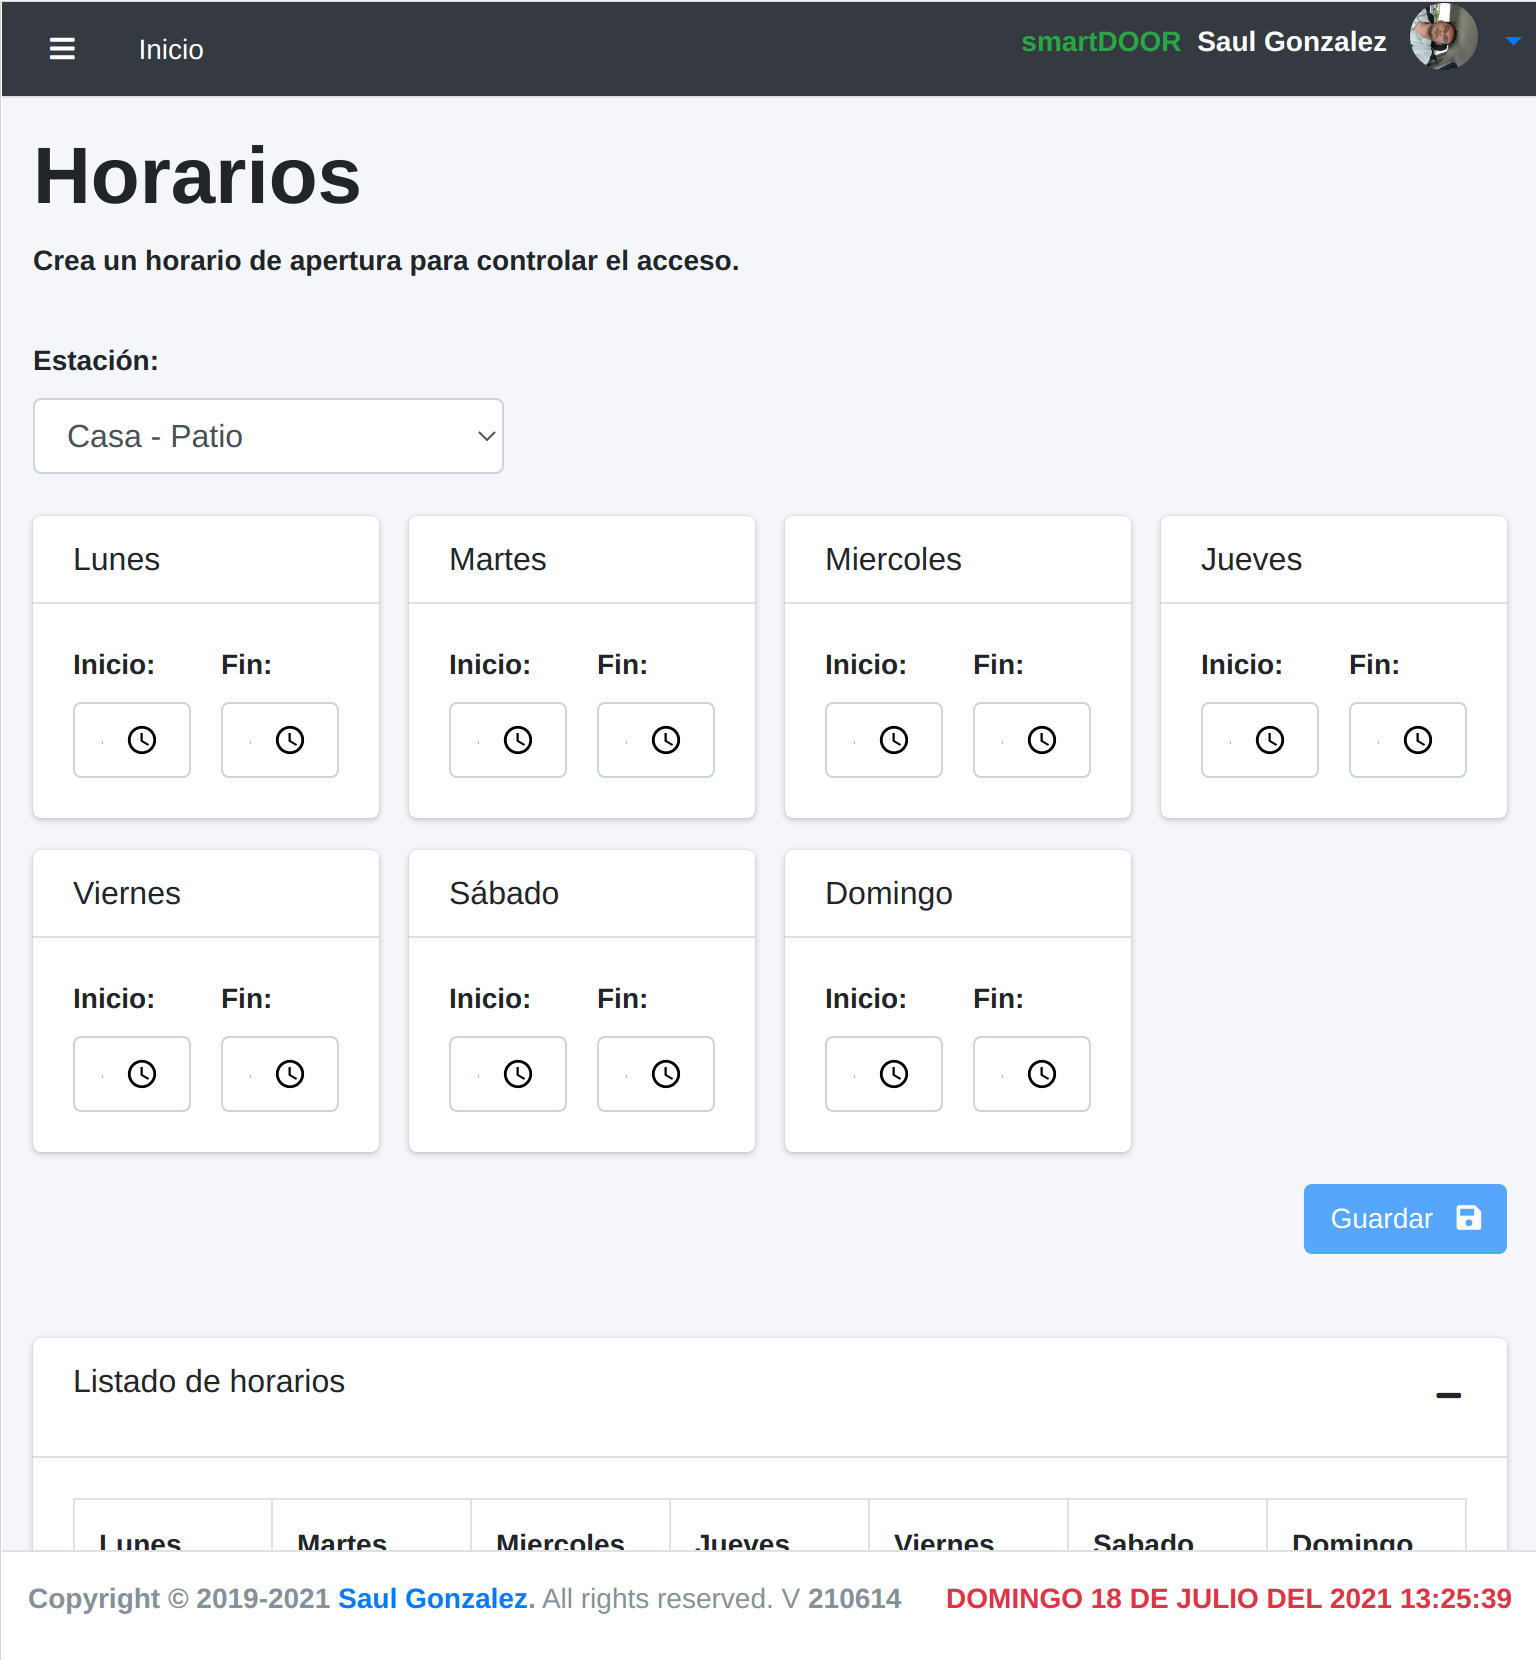 Inicio
smartDOOR Saul Gonzalez
Horarios
Crea un horario de apertura para controlar el acceso.
Estación:
Casa - Patio
Lunes
Inicio: Fin:
Martes
Inicio: Fin:
Miercoles
Inicio: Fin:
Jueves
Inicio: Fin:
Viernes
Inicio: Fin:
Sábado
Inicio: Fin:
Domingo
Inicio: Fin:
Guardar
Listado de horarios
Lunes Martes Miercoles Jueves Viernes Sabado Domingo
Copyright © 2019-2021 Saul Gonzalez. All rights reserved. V 210614
DOMINGO 18 DE JULIO DEL 2021 13:25:39